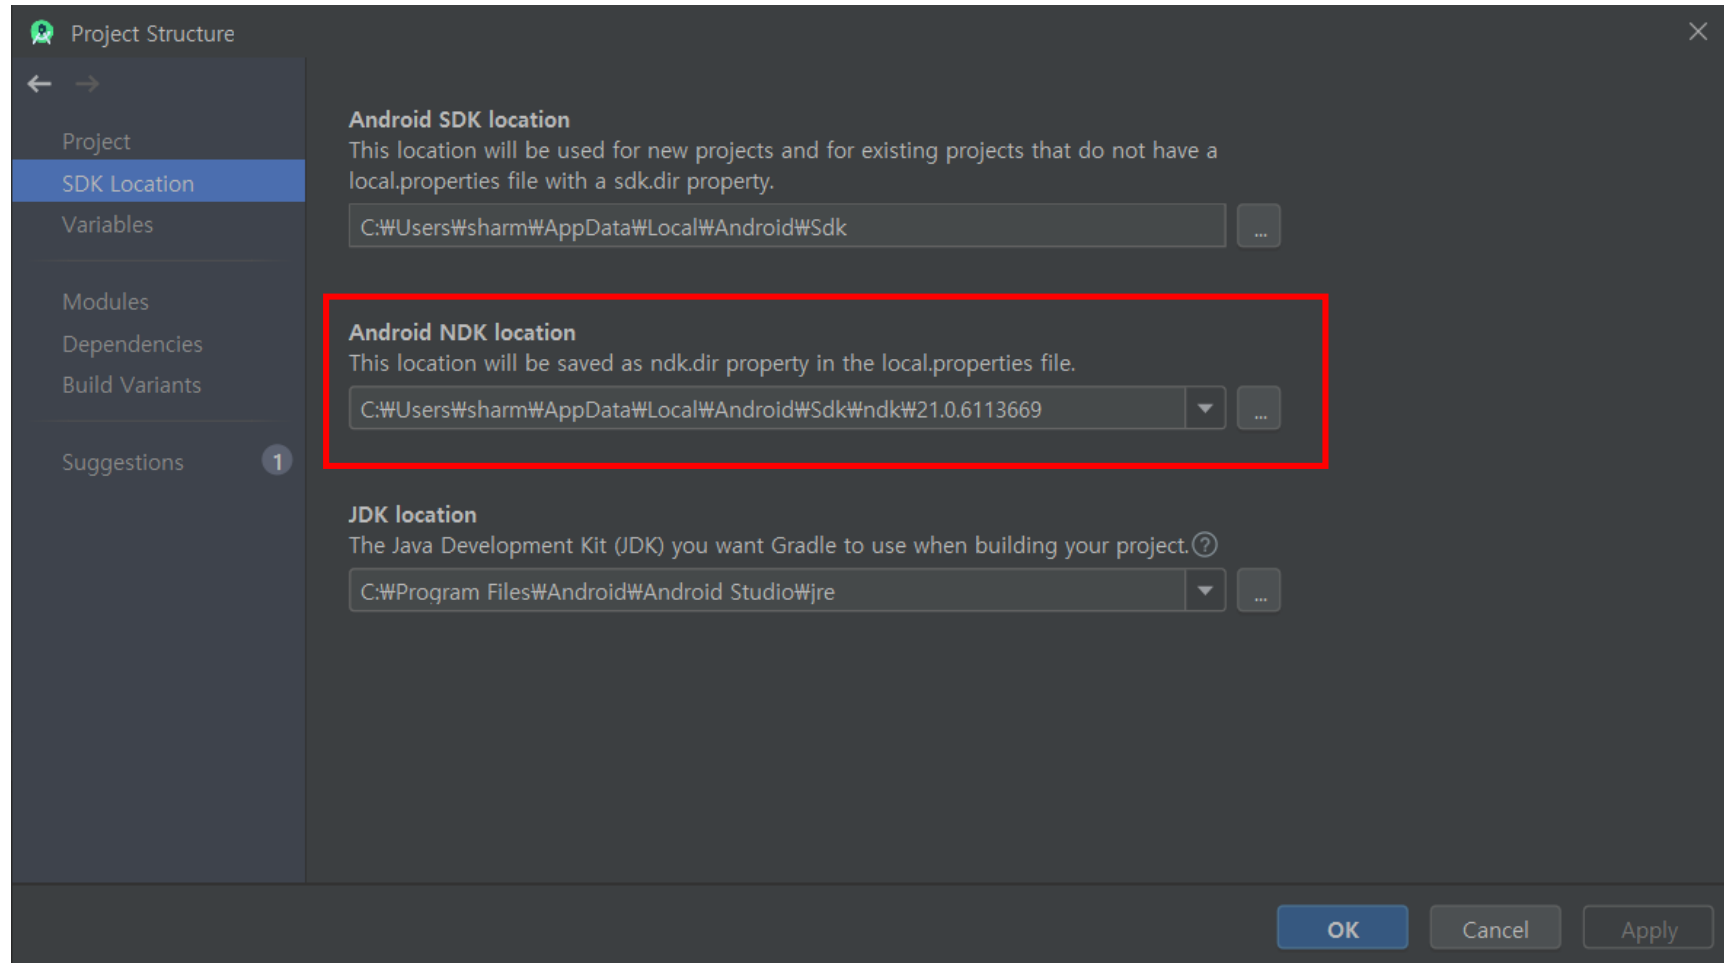 Project Structure
Project
SDK Location
Variables
Modules
Dependencies
Build Variants
Suggestions
1
Android SDK location
This location will be used for new projects and for existing projects that do not have a
local.properties file with a sdk.dir property.
C:₩Users₩sharm₩AppData₩Local₩Android₩Sdk
...
Android NDK location
This location will be saved as ndk.dir property in the local.properties file.
C:₩Users₩sharm₩AppData₩Local₩Android₩Sdk₩ndk₩21.0.6113669
...
JDK location
The Java Development Kit (JDK) you want Gradle to use when building your project.?
C:₩Program Files₩Android₩Android Studio₩jre
...
OK
Cancel
Apply